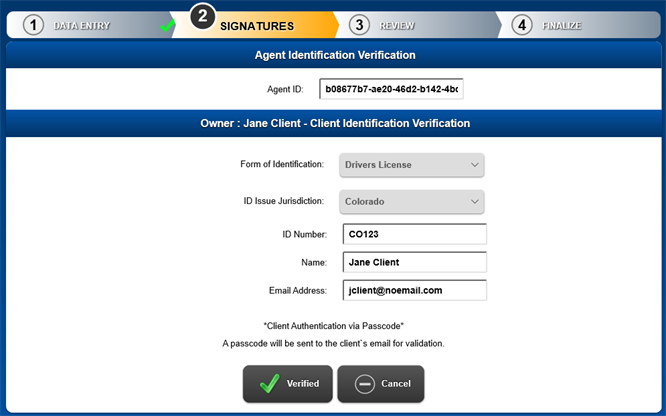 1 DATA ENTRY 2 SIGNATURES 3 REVIEW 4 FINALIZE
Agent Identification Verification
Agent ID: b08677b7-ae20-46d2-b142-4bc
Owner : Jane Client - Client Identification Verification
Form of Identification: Drivers License
ID Issue Jurisdiction: Colorado
ID Number: CO123
Name: Jane Client
Email Address: jclient@noemail.com
*Client Authentication via Passcode*
A passcode will be sent to the client`s email for validation.
Verified Cancel